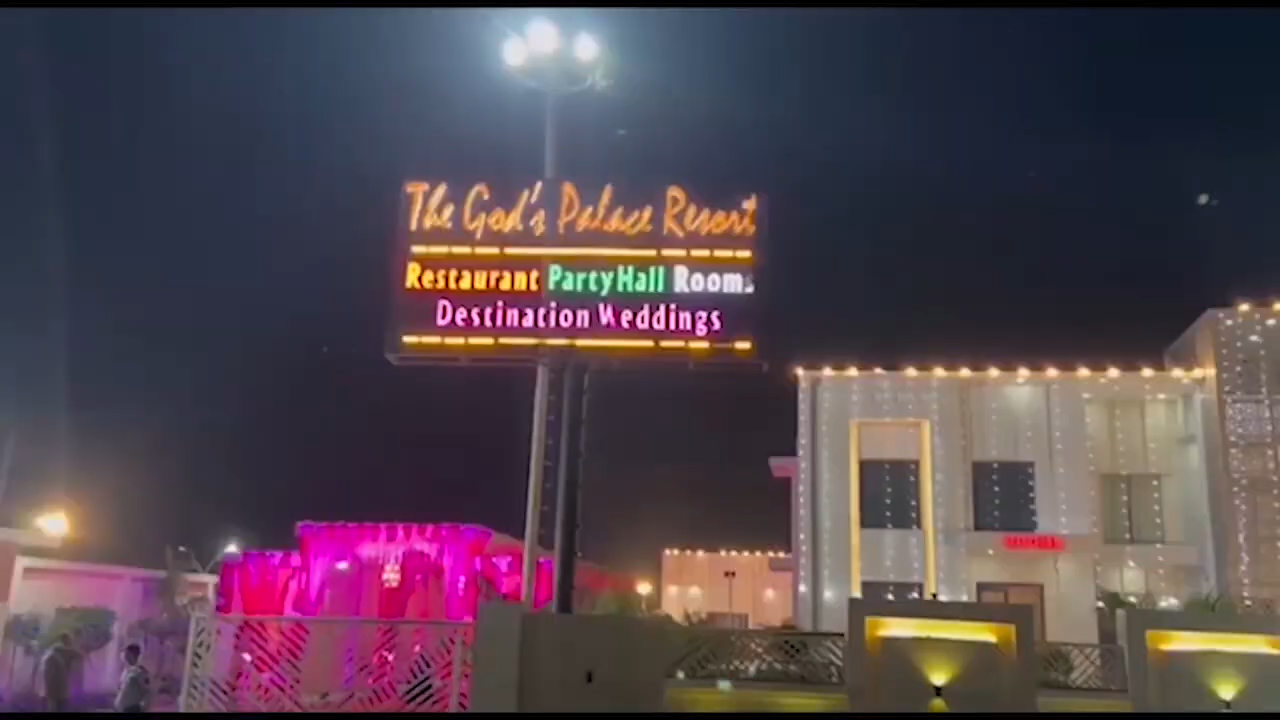 The God's Palace Resort
Restaurant PartyHall Rooms
Destination Weddings